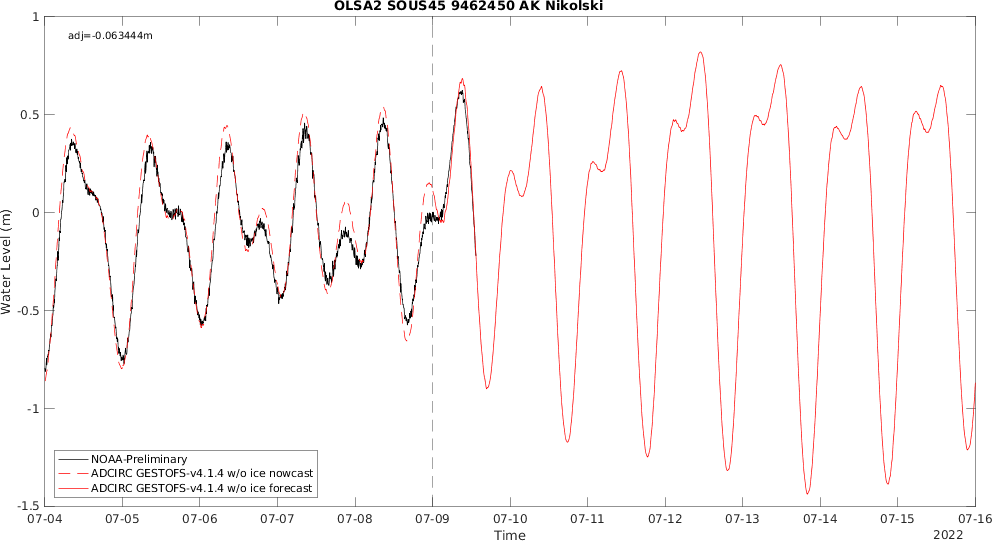 OLSA2 SOUS45 9462450 AK Nikolski
adj=-0.063444m
1
0.5
0
-0.5
-1
-1.5
Water Level (m)
NOAA-Preliminary
ADCIRC GESTOFS-v4.1.4 w/o ice nowcast
ADCIRC GESTOFS-v4.1.4 w/o ice forecast
07-04 07-05 07-06 07-07 07-08 07-09 07-10 07-11 07-12 07-13 07-14 07-15 07-16
Time
2022